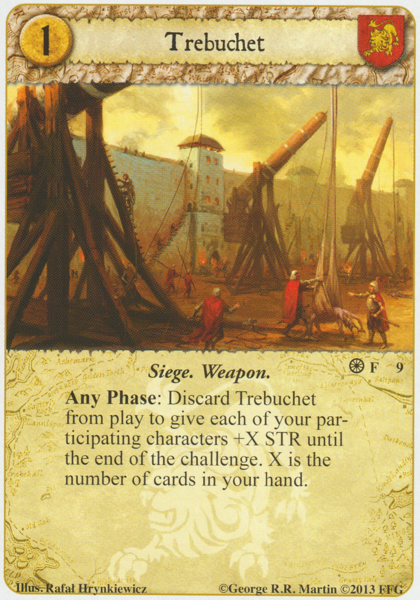 1
Trebuchet
Siege. Weapon.
F 9
Any Phase: Discard Trebuchet
from play to give each of your par-
ticipating characters +X STR until
the end of the challenge. X is the
number of cards in your hand.
Illus. Rafał Hrynkiewicz
©George R.R. Martin ©2013 FFG